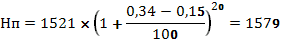 Нп = 1521 × (1 + (0,34 − 0,15)/100)^20 = 1579